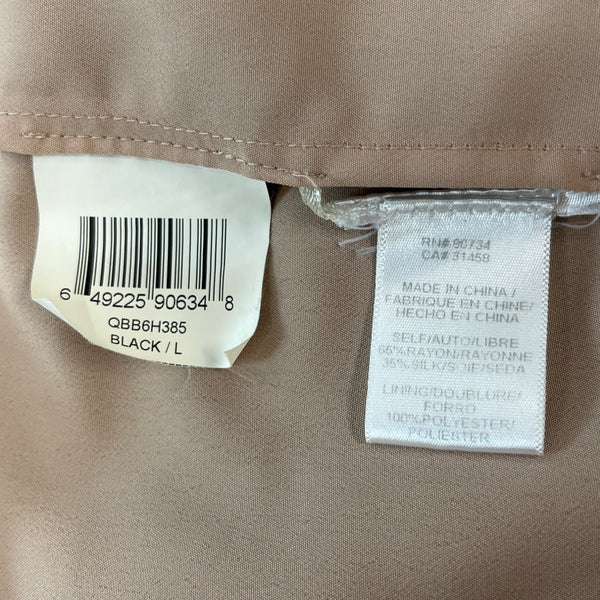 6 49225 90634 8
QBB6H385
BLACK / L
RN# 90734
CA# 31458
MADE IN CHINA /
FABRIQUE EN CHINE/
HECHO EN CHINA
SELF/AUTO/LIBRE
65% RAYON/RAYONNE
35% SILK/SOIE/SEDA
LINING/DOUBLURE/
FORRO
100% POLYESTER/
POLIESTER